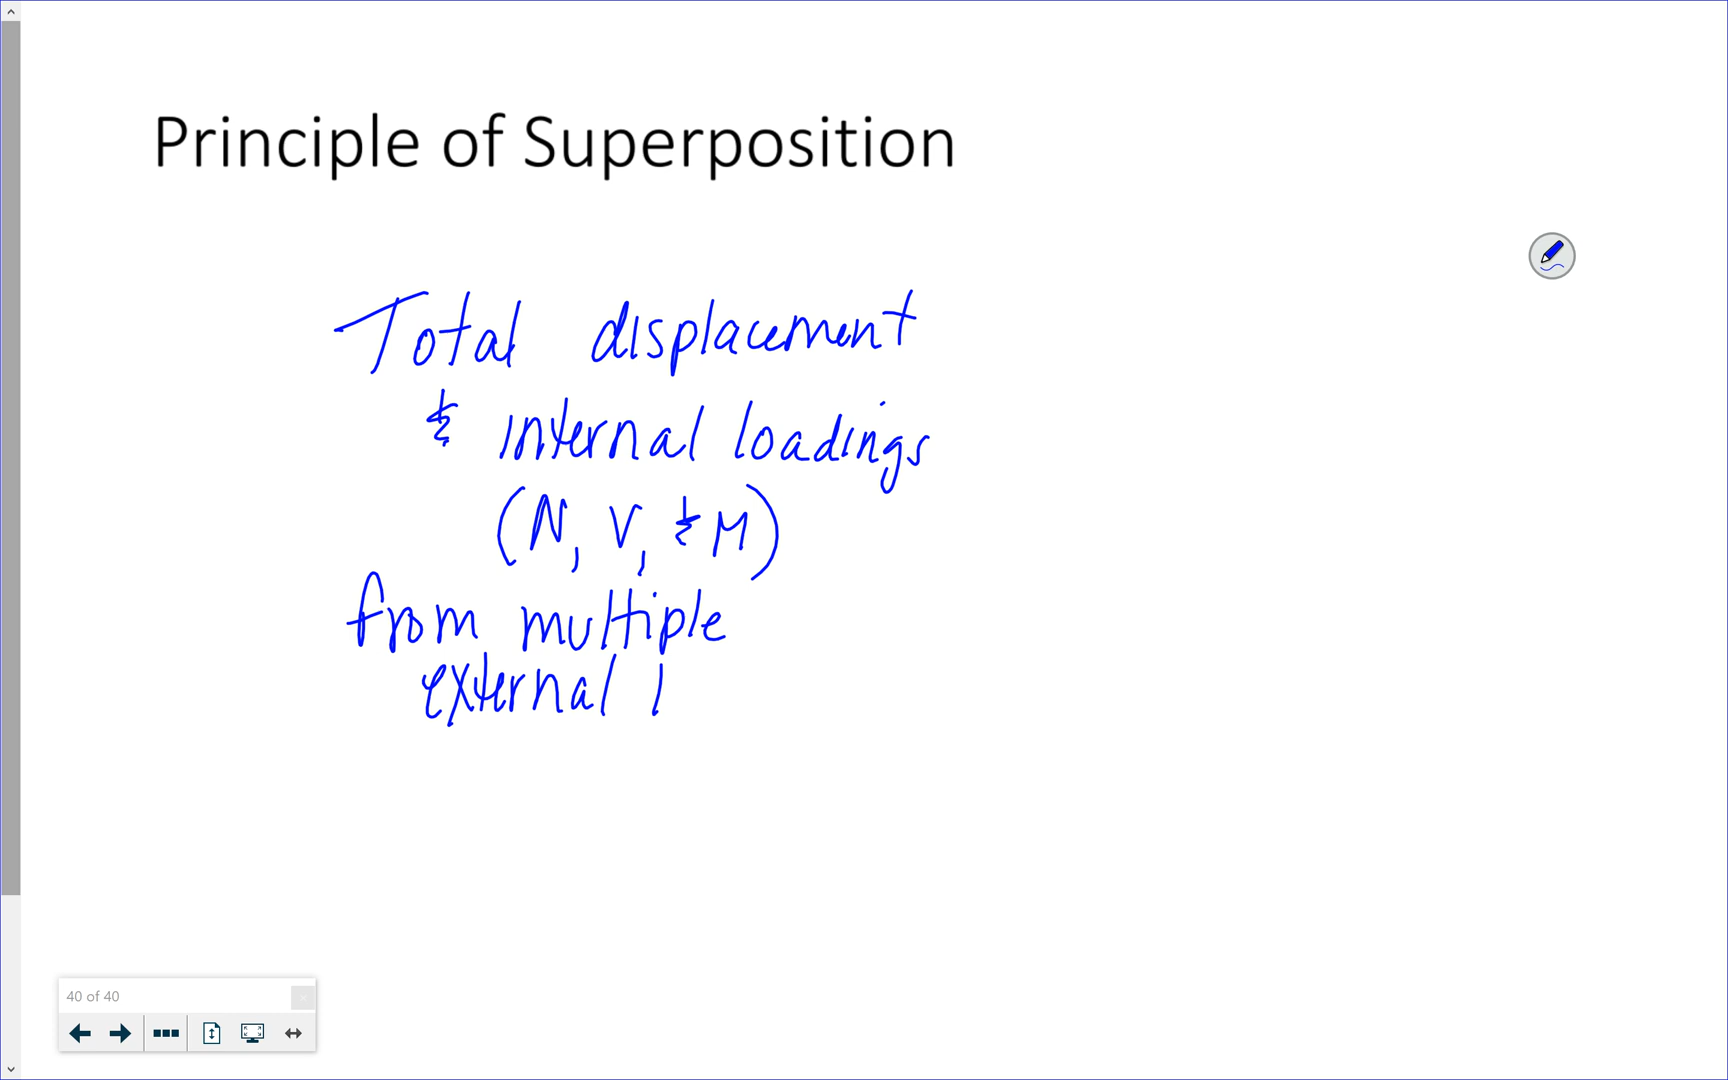 Principle of Superposition
Total displacement
& internal loadings
(N, V, & M)
from multiple
external l
40 of 40